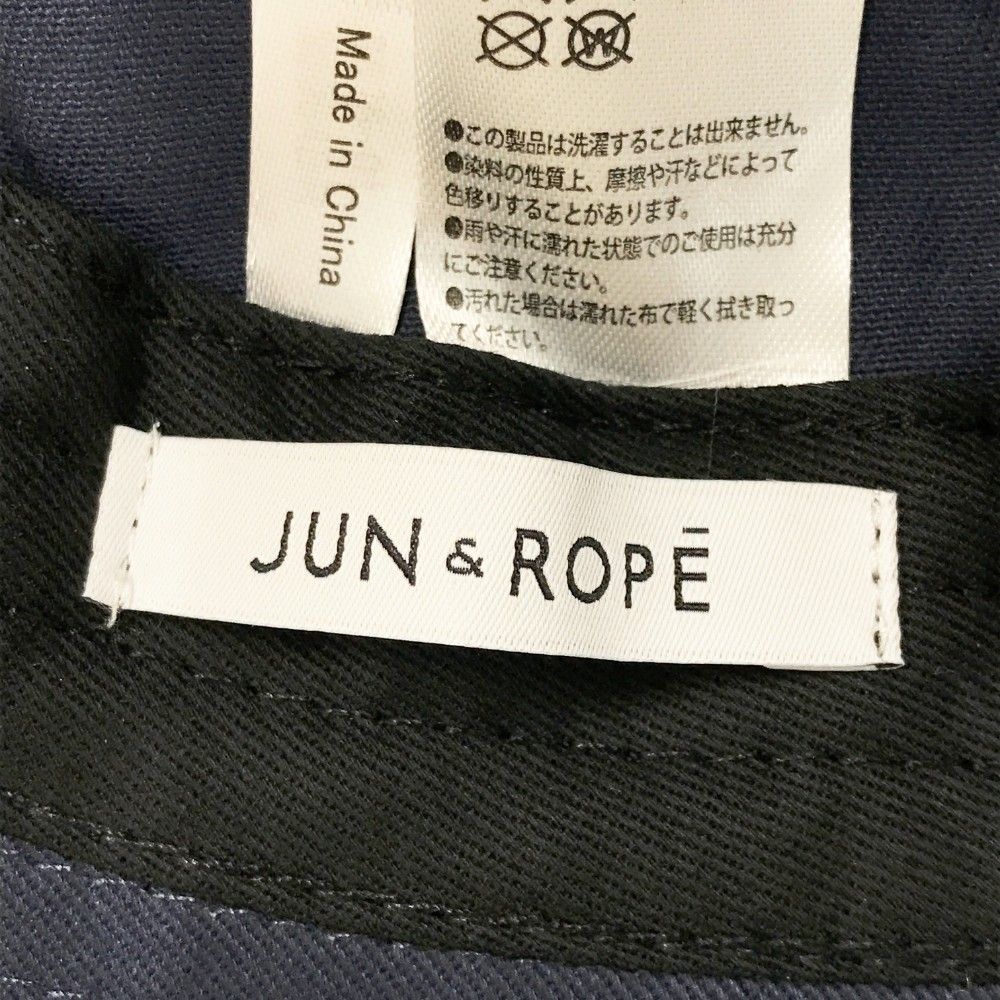 Made in China
W
●この製品は洗濯することは出来ません。
●染料の性質上、摩擦や汗などによって
色移りすることがあります。
●雨や汗に濡れた状態でのご使用は充分
にご注意ください。
●汚れた場合は濡れた布で軽く拭き取っ
てください。
JUN & ROPĒ